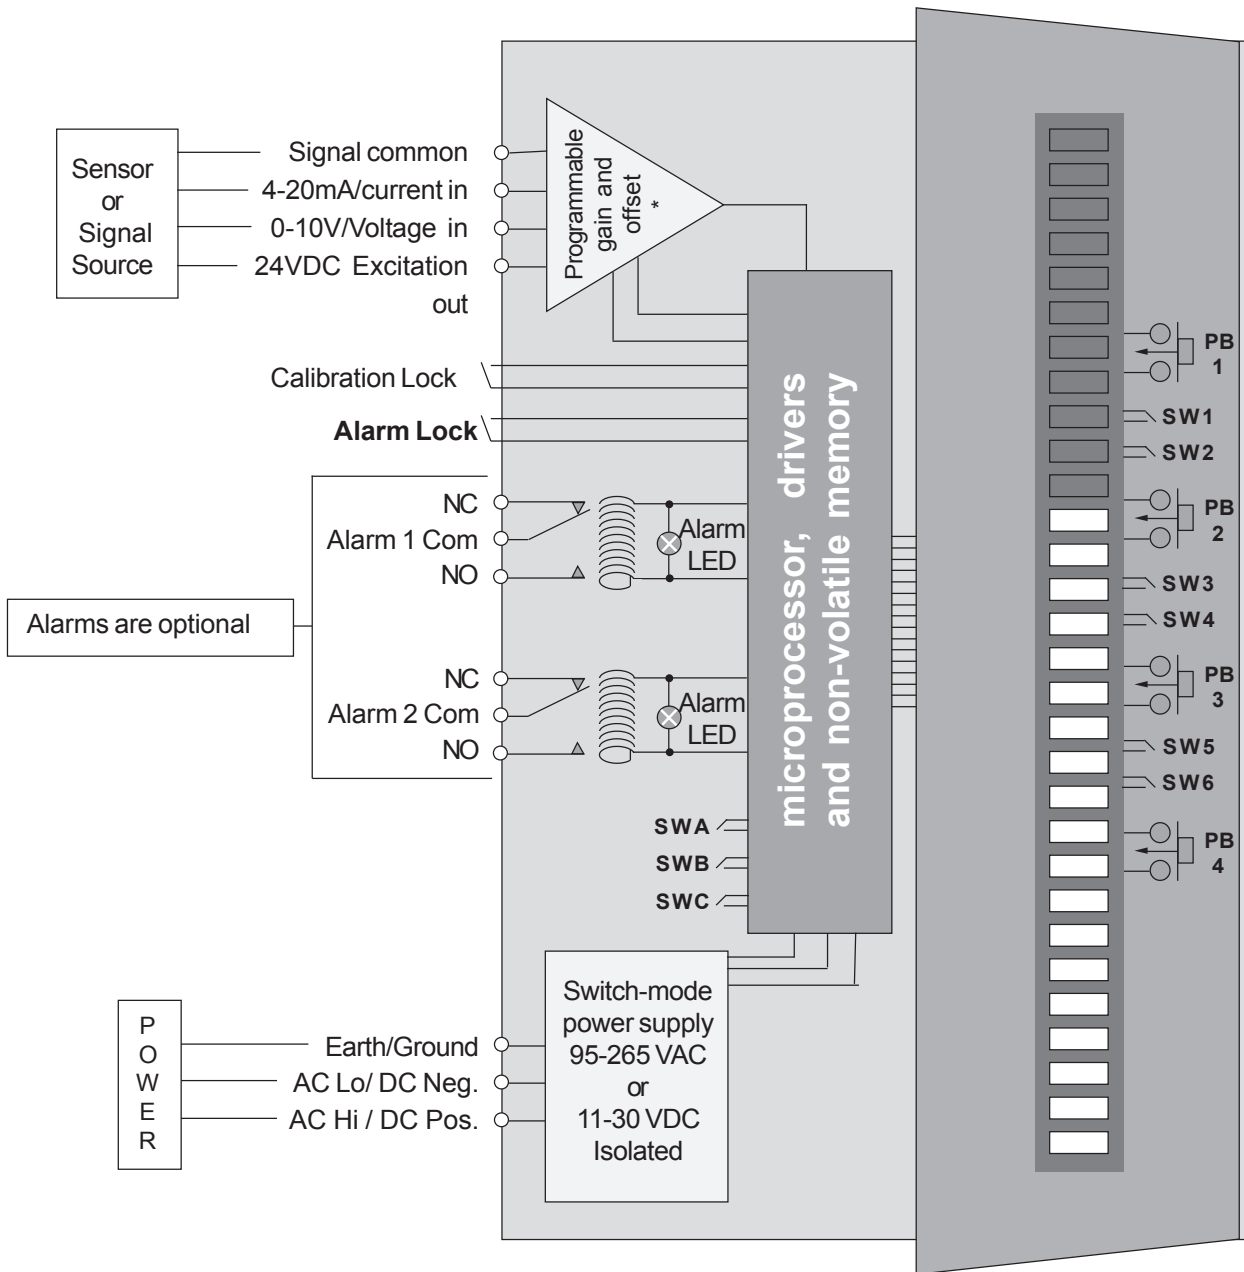 Sensor
or
Signal
Source
Signal common
4-20mA/current in
0-10V/Voltage in
24VDC Excitation
out
Programmable
gain and
offset
*
Calibration Lock
Alarm Lock
NC
Alarm 1 Com
NO
Alarm
LED
Alarms are optional
NC
Alarm 2 Com
NO
Alarm
LED
microprocessor, drivers
and non-volatile memory
SWA
SWB
SWC
POWER
Earth/Ground
AC Lo/ DC Neg.
AC Hi / DC Pos.
Switch-mode
power supply
95-265 VAC
or
11-30 VDC
Isolated
PB
1
SW1
SW2
PB
2
SW3
SW4
PB
3
SW5
SW6
PB
4